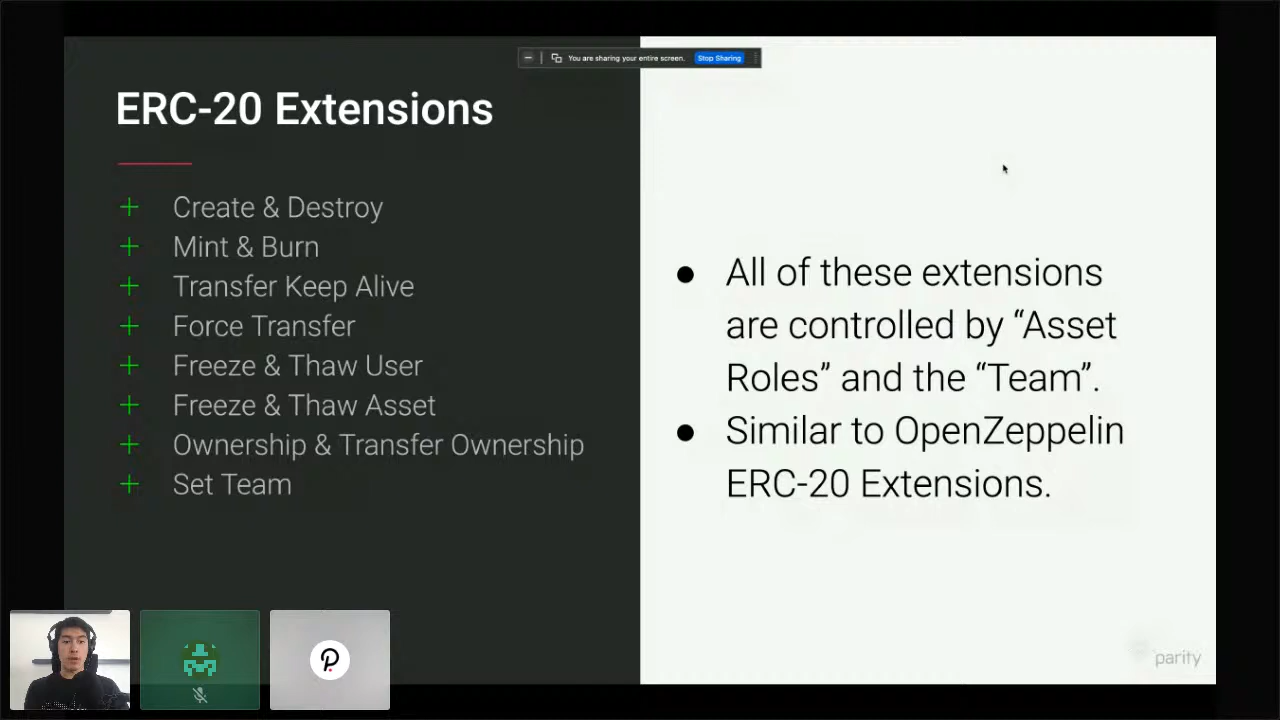 You are sharing your entire screen. Stop Sharing
ERC-20 Extensions
+ Create & Destroy
+ Mint & Burn
+ Transfer Keep Alive
+ Force Transfer
+ Freeze & Thaw User
+ Freeze & Thaw Asset
+ Ownership & Transfer Ownership
+ Set Team
● All of these extensions
are controlled by “Asset
Roles” and the “Team”.
● Similar to OpenZeppelin
ERC-20 Extensions.
parity